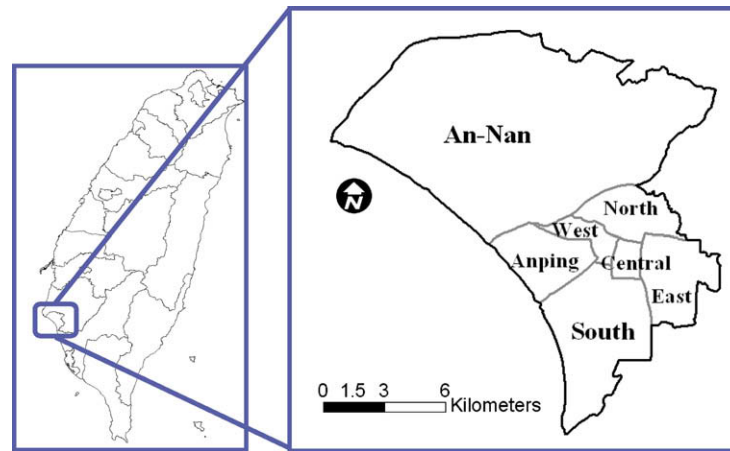 An-Nan
N
North
West
Anping
Central
East
South
0 1.5 3 6
Kilometers